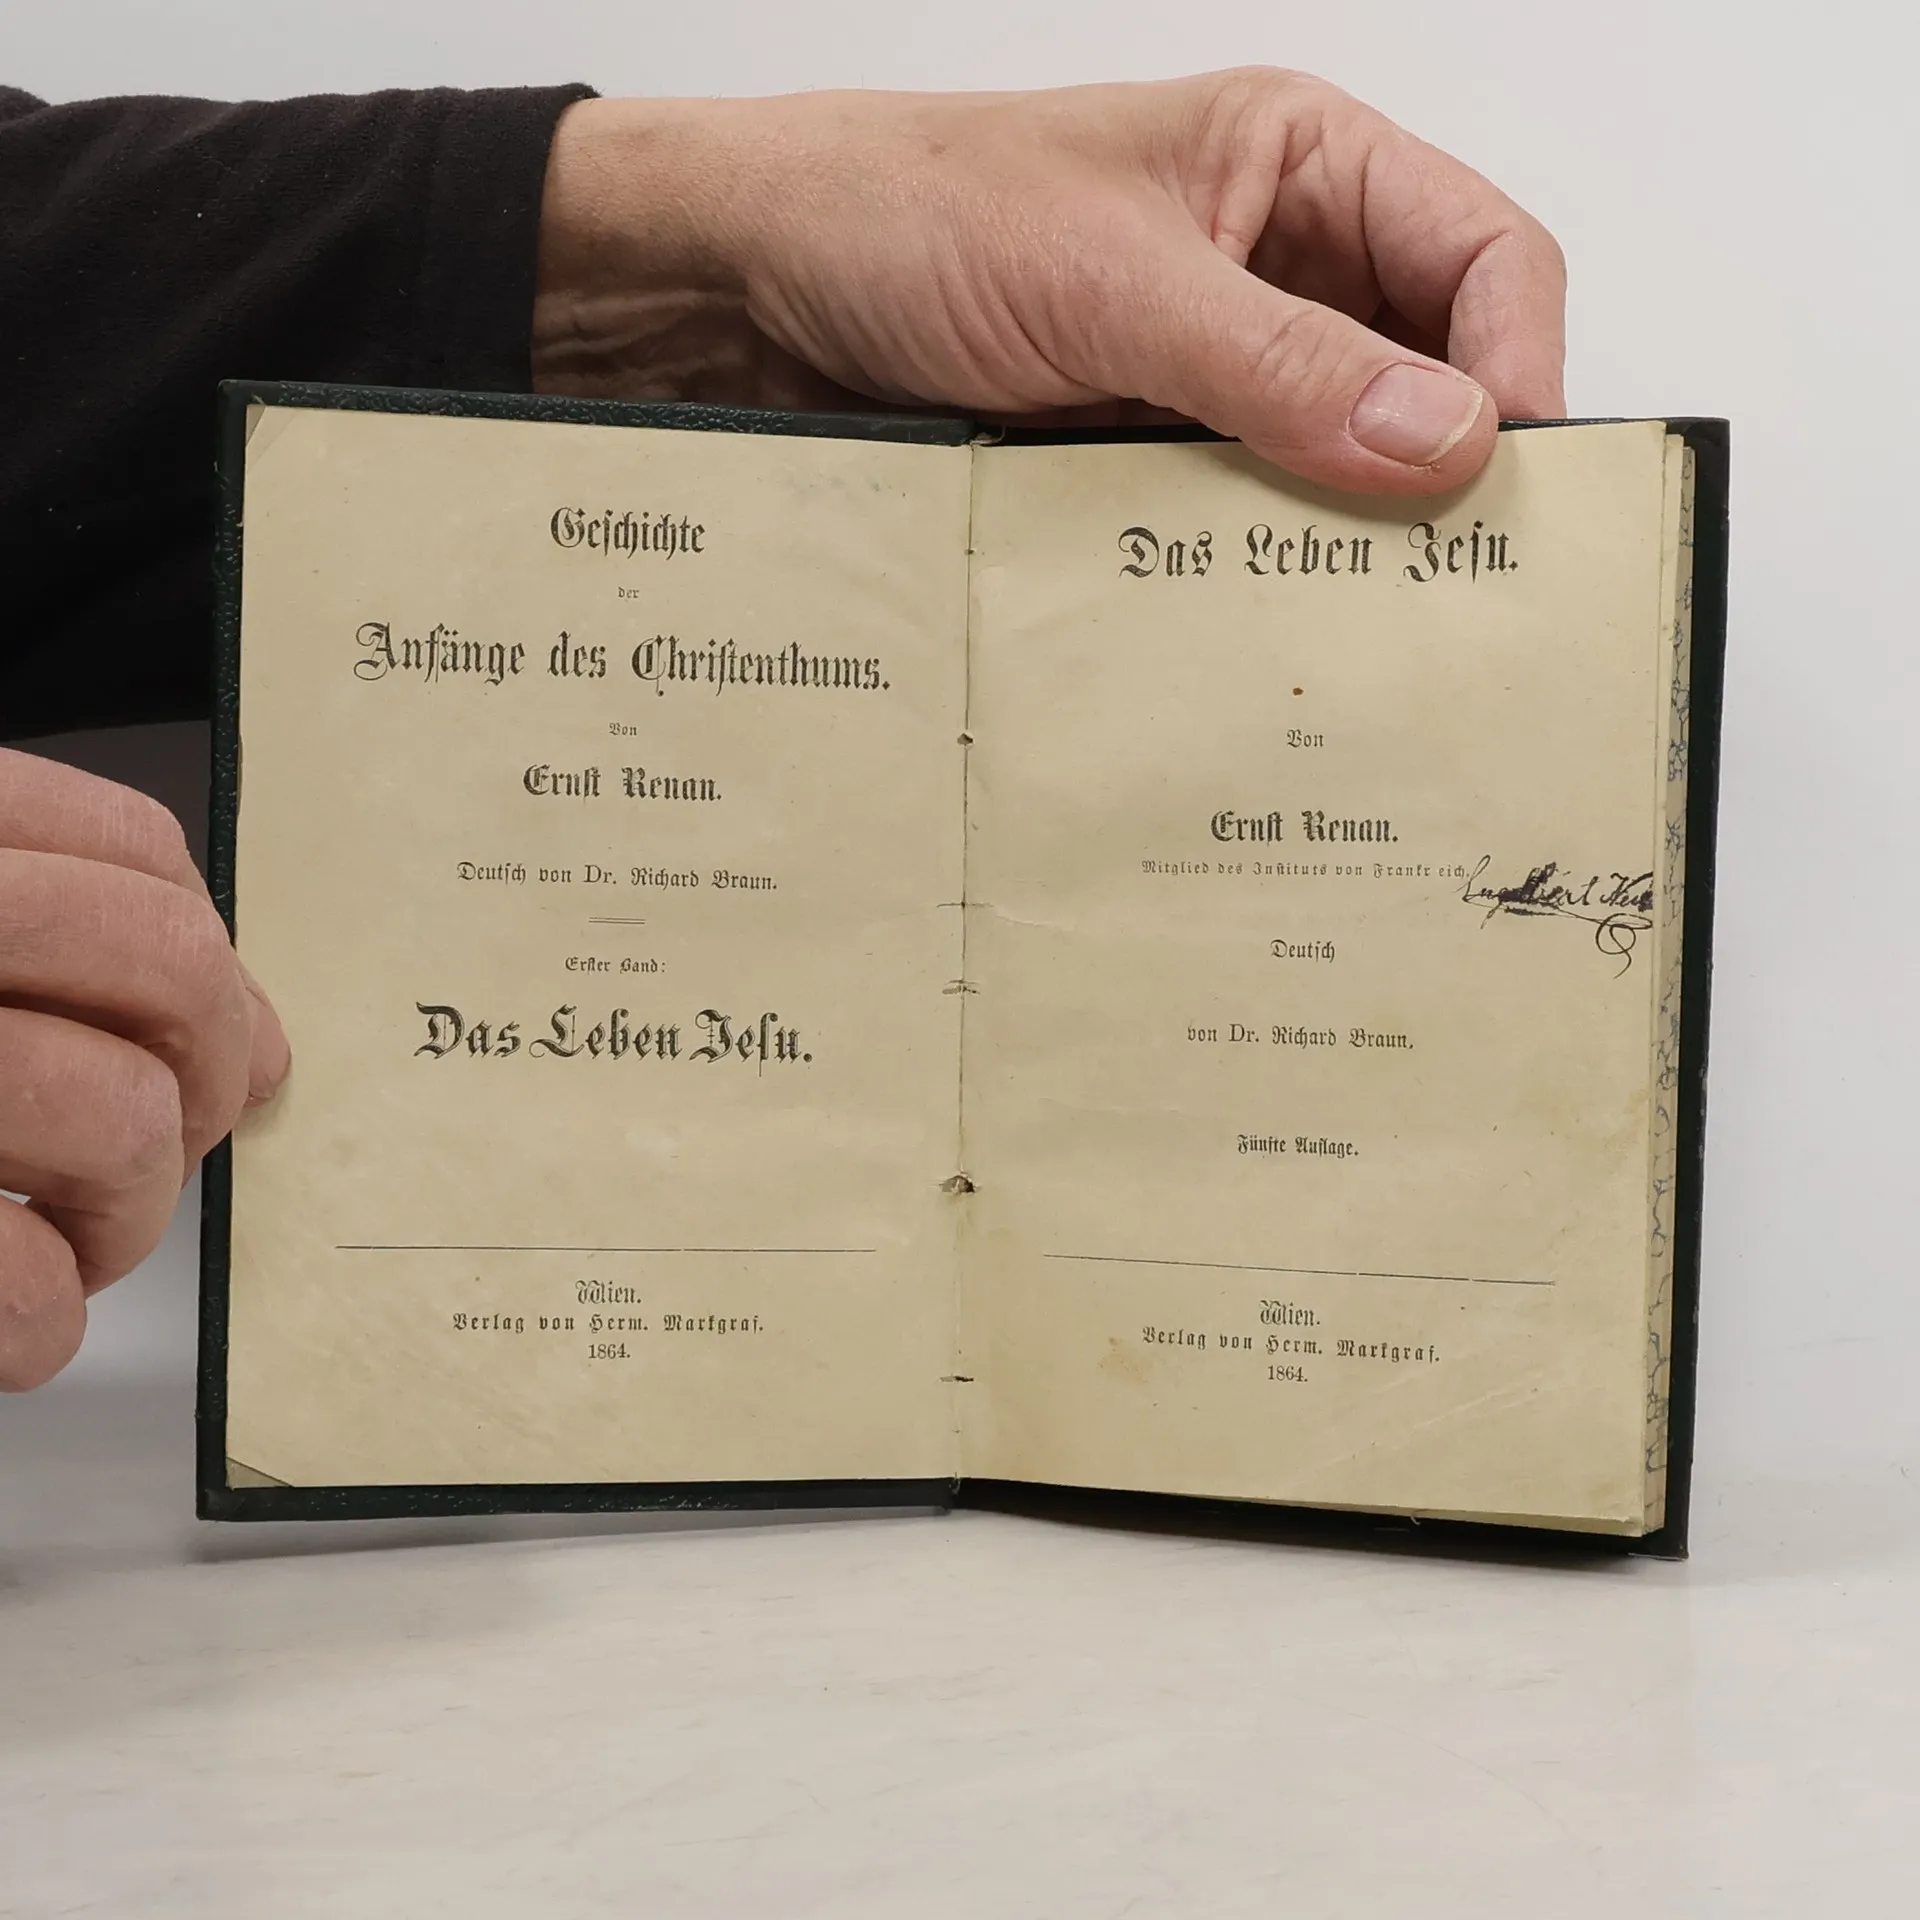 Geschichte
der
Anfänge des Christenthums.
Von
Ernst Renan.
Deutsch von Dr. Richard Braun.
Erster Band:
Das Leben Jesu.
Wien.
Verlag von Herm. Markgraf.
1864.
Das Leben Jesu.
Von
Ernst Renan.
Mitglied des Instituts von Frankreich.
Engelbert
Deutsch
von Dr. Richard Braun.
Fünfte Auflage.
Wien.
Verlag von Herm. Markgraf.
1864.